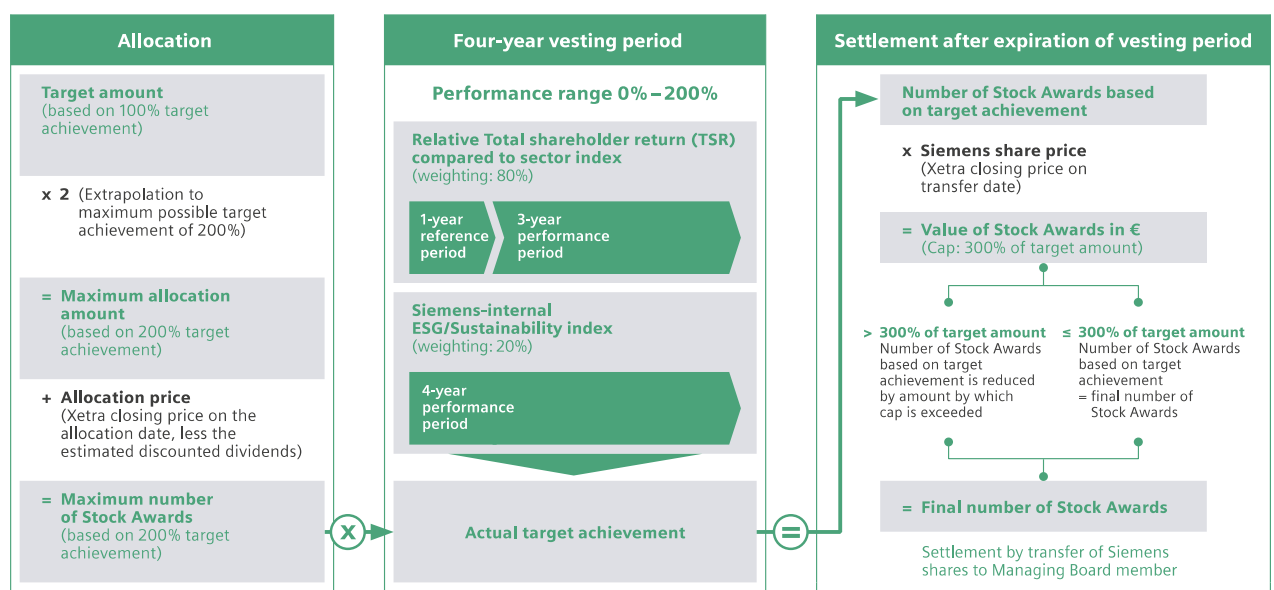 Allocation
Target amount
(based on 100% target
achievement)
x 2 (Extrapolation to
maximum possible target
achievement of 200%)
= Maximum allocation
amount
(based on 200% target
achievement)
+ Allocation price
(Xetra closing price on the
allocation date, less the
estimated discounted dividends)
= Maximum number
of Stock Awards
(based on 200% target
achievement)
x
Four-year vesting period
Performance range 0% – 200%
Relative Total shareholder return (TSR)
compared to sector index
(weighting: 80%)
1-year
reference
period
3-year
performance
period
Siemens-internal
ESG/Sustainability index
(weighting: 20%)
4-year
performance
period
Actual target achievement
=
Settlement after expiration of vesting period
Number of Stock Awards based
on target achievement
x Siemens share price
(Xetra closing price on
transfer date)
= Value of Stock Awards in €
(Cap: 300% of target amount)
> 300% of target amount
Number of Stock Awards
based on target
achievement is reduced
by amount by which
cap is exceeded
≤ 300% of target amount
Number of Stock Awards
based on target
achievement
= final number of
Stock Awards
= Final number of Stock Awards
Settlement by transfer of Siemens
shares to Managing Board member